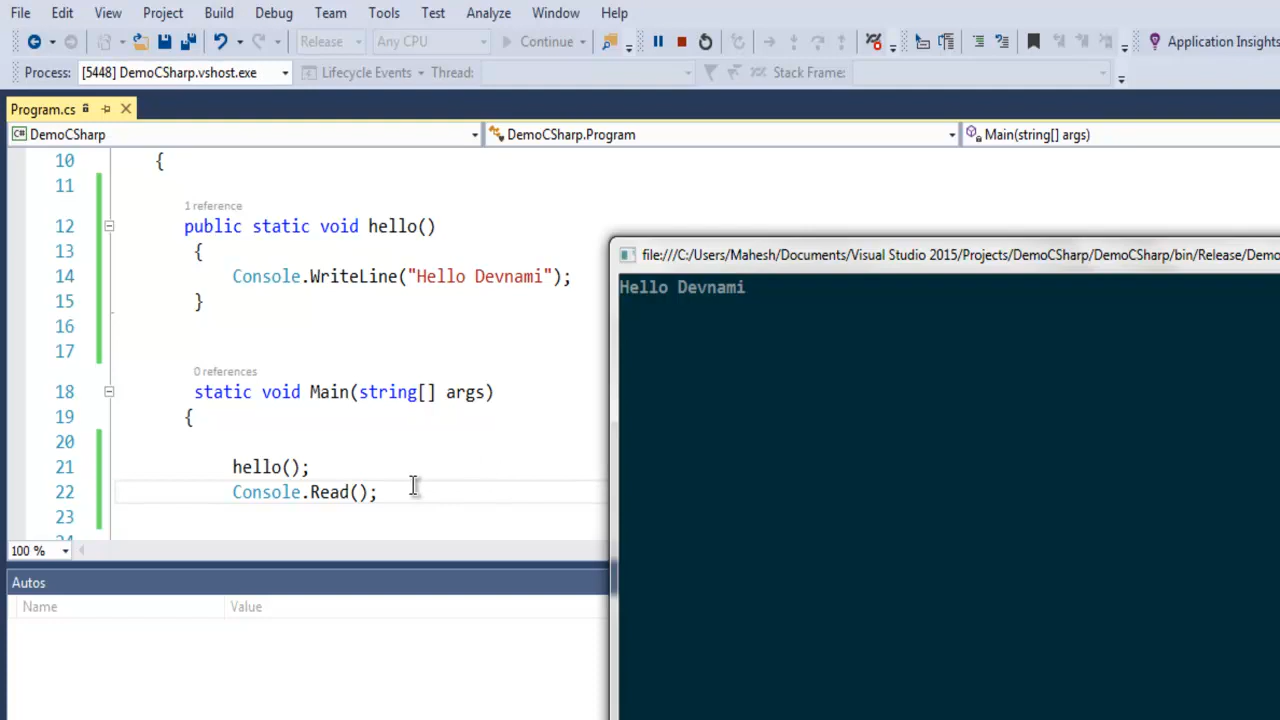 File Edit View Project Build Debug Team Tools Test Analyze Window Help
Release Any CPU Continue Application Insights
Process: [5448] DemoCSharp.vshost.exe Lifecycle Events Thread: Stack Frame:
Program.cs
C# DemoCSharp DemoCSharp.Program Main(string[] args)
10 {
11
1 reference
12 public static void hello()
13 {
14 Console.WriteLine("Hello Devnami");
15 }
16
17
0 references
18 static void Main(string[] args)
19 {
20
21 hello();
22 Console.Read();
23
100 %
Autos
Name Value
file:///C:/Users/Mahesh/Documents/Visual Studio 2015/Projects/DemoCSharp/DemoCSharp/bin/Release/Demo
Hello Devnami